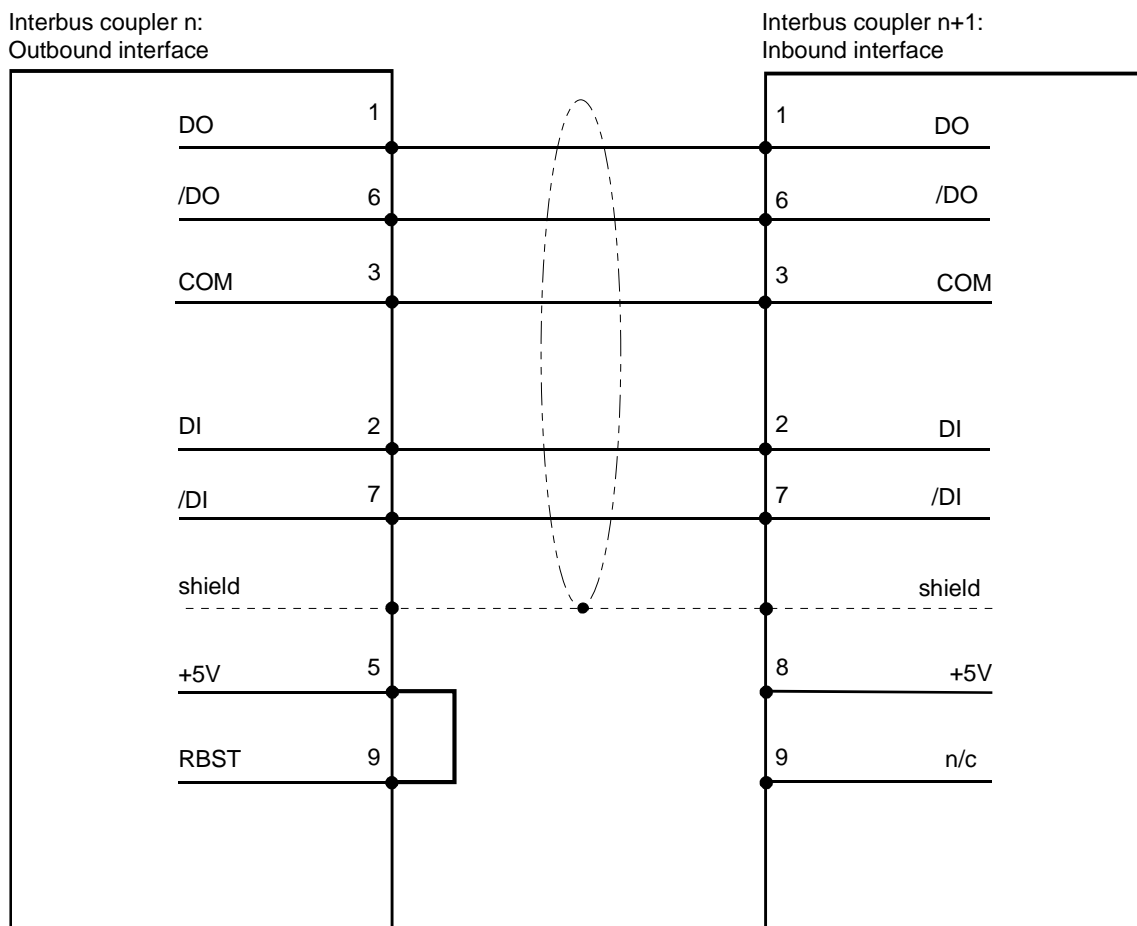 Interbus coupler n:
Outbound interface
Interbus coupler n+1:
Inbound interface
DO 1 1 DO
/DO 6 6 /DO
COM 3 3 COM
DI 2 2 DI
/DI 7 7 /DI
shield shield
+5V 5 8 +5V
RBST 9 9 n/c